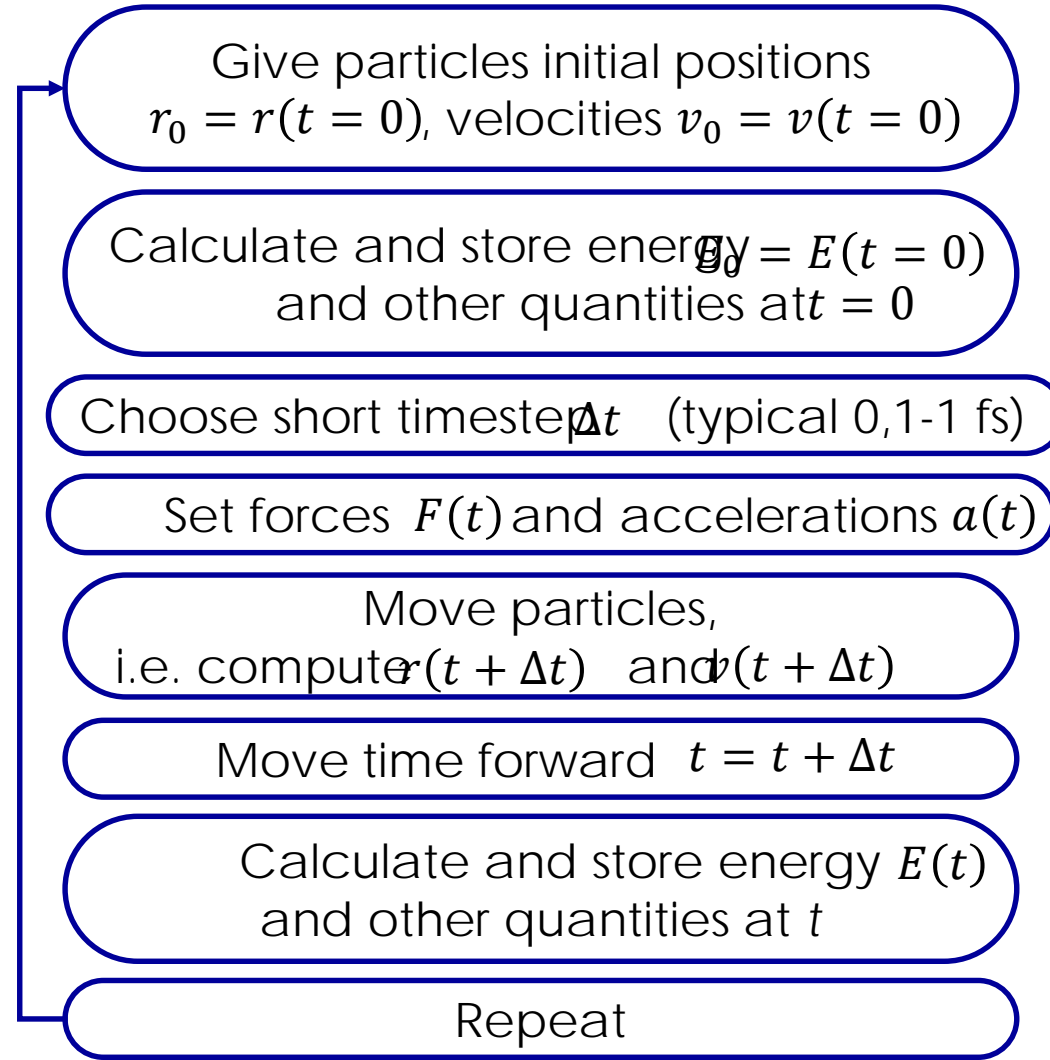 Give particles initial positions
r₀ = r(t = 0), velocities v₀ = v(t = 0)
Calculate and store energy E₀ = E(t = 0)
and other quantities at t = 0
Choose short timestep Δt (typical 0,1-1 fs)
Set forces F(t) and accelerations a(t)
Move particles,
i.e. compute r(t + Δt) and v(t + Δt)
Move time forward t = t + Δt
Calculate and store energy E(t)
and other quantities at t
Repeat